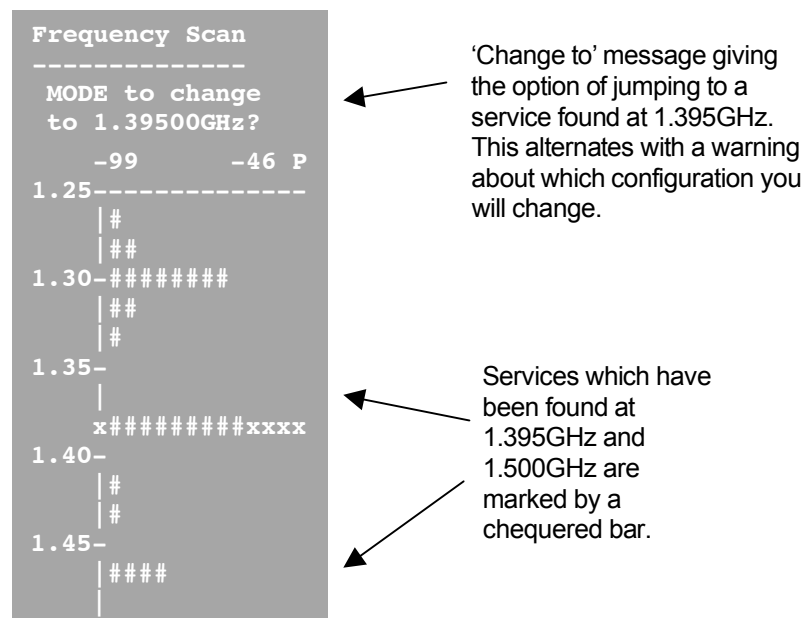 Frequency Scan
--------------
MODE to change
to 1.39500GHz?
-99 -46 P
1.25--------------
|#
|##
1.30-########
|##
|#
1.35-
|
x#########xxxx
1.40-
|#
|#
1.45-
|####
|
‘Change to’ message giving
the option of jumping to a
service found at 1.395GHz.
This alternates with a warning
about which configuration you
will change.
Services which have
been found at
1.395GHz and
1.500GHz are
marked by a
chequered bar.